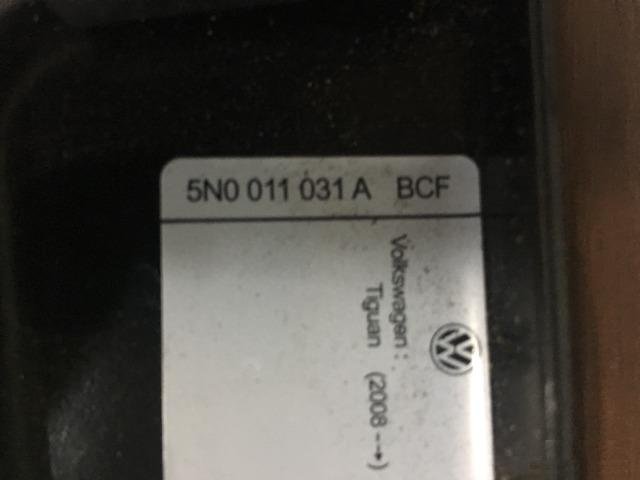 5N0 011 031 A BCF
Volkswagen :
Tiguan (2008 --➔)